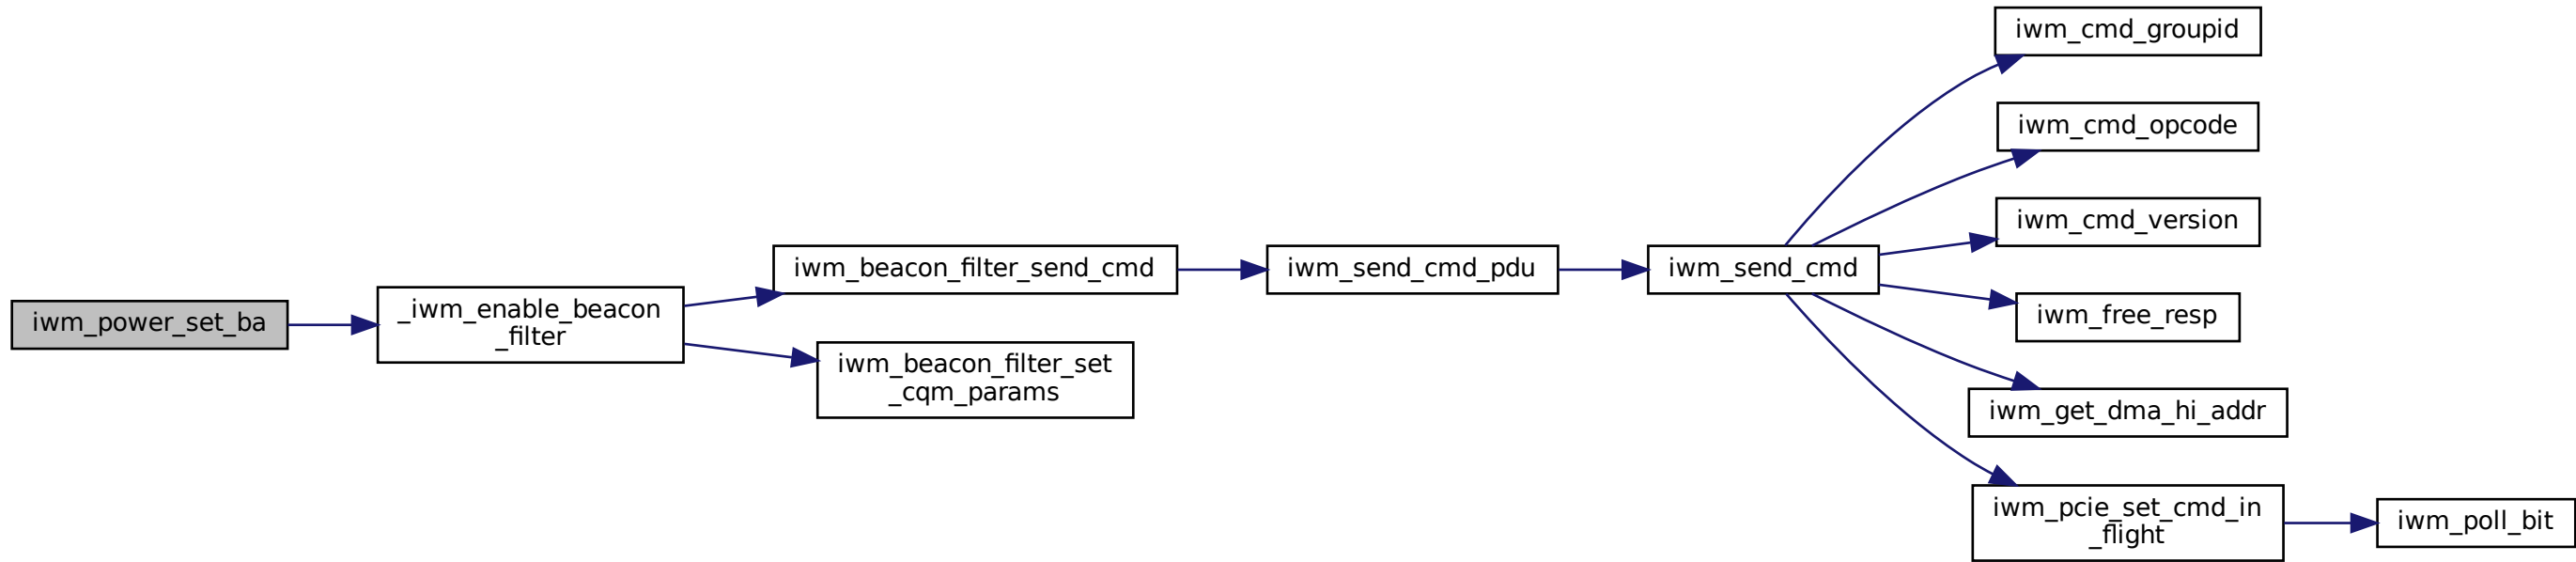 iwm_power_set_ba
_iwm_enable_beacon
_filter
iwm_beacon_filter_send_cmd
iwm_beacon_filter_set
_cqm_params
iwm_send_cmd_pdu
iwm_send_cmd
iwm_cmd_groupid
iwm_cmd_opcode
iwm_cmd_version
iwm_free_resp
iwm_get_dma_hi_addr
iwm_pcie_set_cmd_in
_flight
iwm_poll_bit